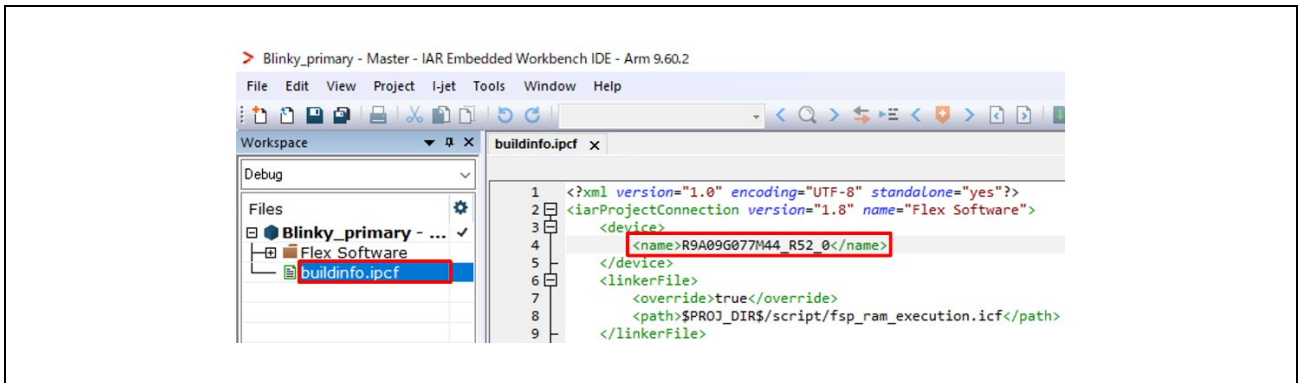 Blinky_primary - Master - IAR Embedded Workbench IDE - Arm 9.60.2
File Edit View Project I-jet Tools Window Help
Workspace
Debug
Files
Blinky_primary - ...
Flex Software
buildinfo.ipcf
buildinfo.ipcf
1 <?xml version="1.0" encoding="UTF-8" standalone="yes"?>
2 <iarProjectConnection version="1.8" name="Flex Software">
3 <device>
4 <name>R9A09G077M44_R52_0</name>
5 </device>
6 <linkerFile>
7 <override>true</override>
8 <path>$PROJ_DIR$/script/fsp_ram_execution.icf</path>
9 </linkerFile>